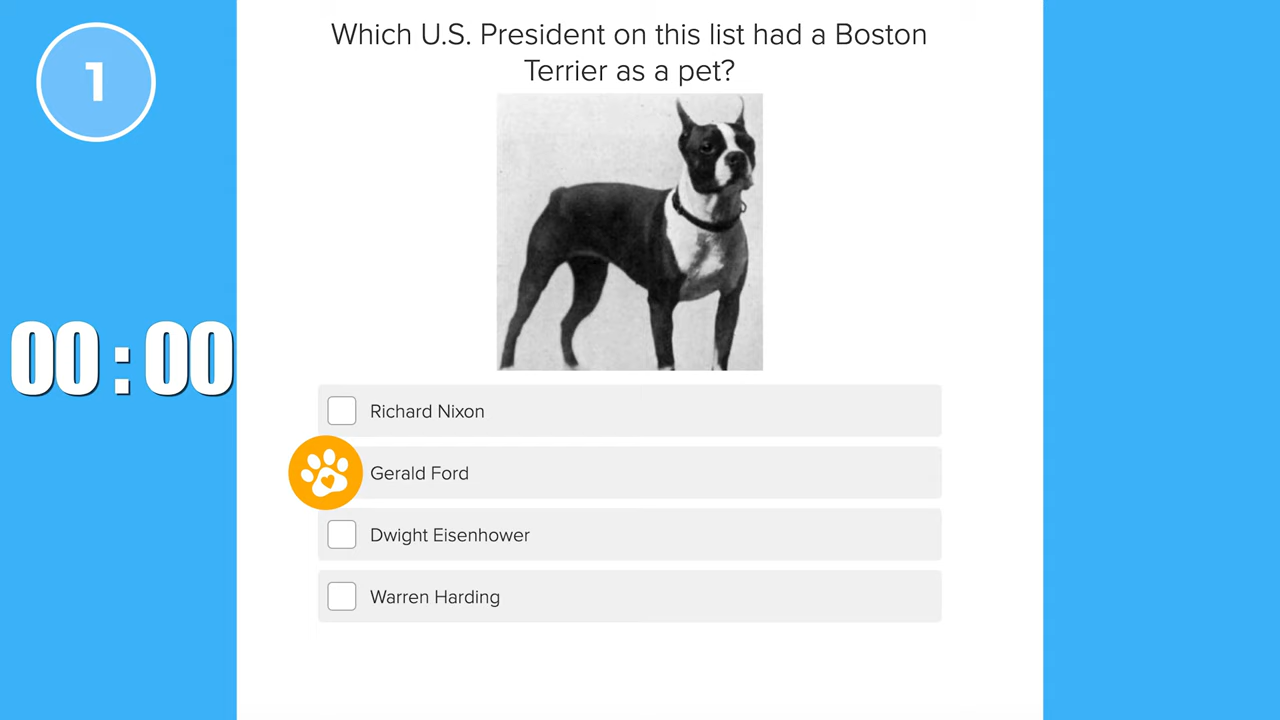 1
Which U.S. President on this list had a Boston
Terrier as a pet?
00:00
Richard Nixon
Gerald Ford
Dwight Eisenhower
Warren Harding